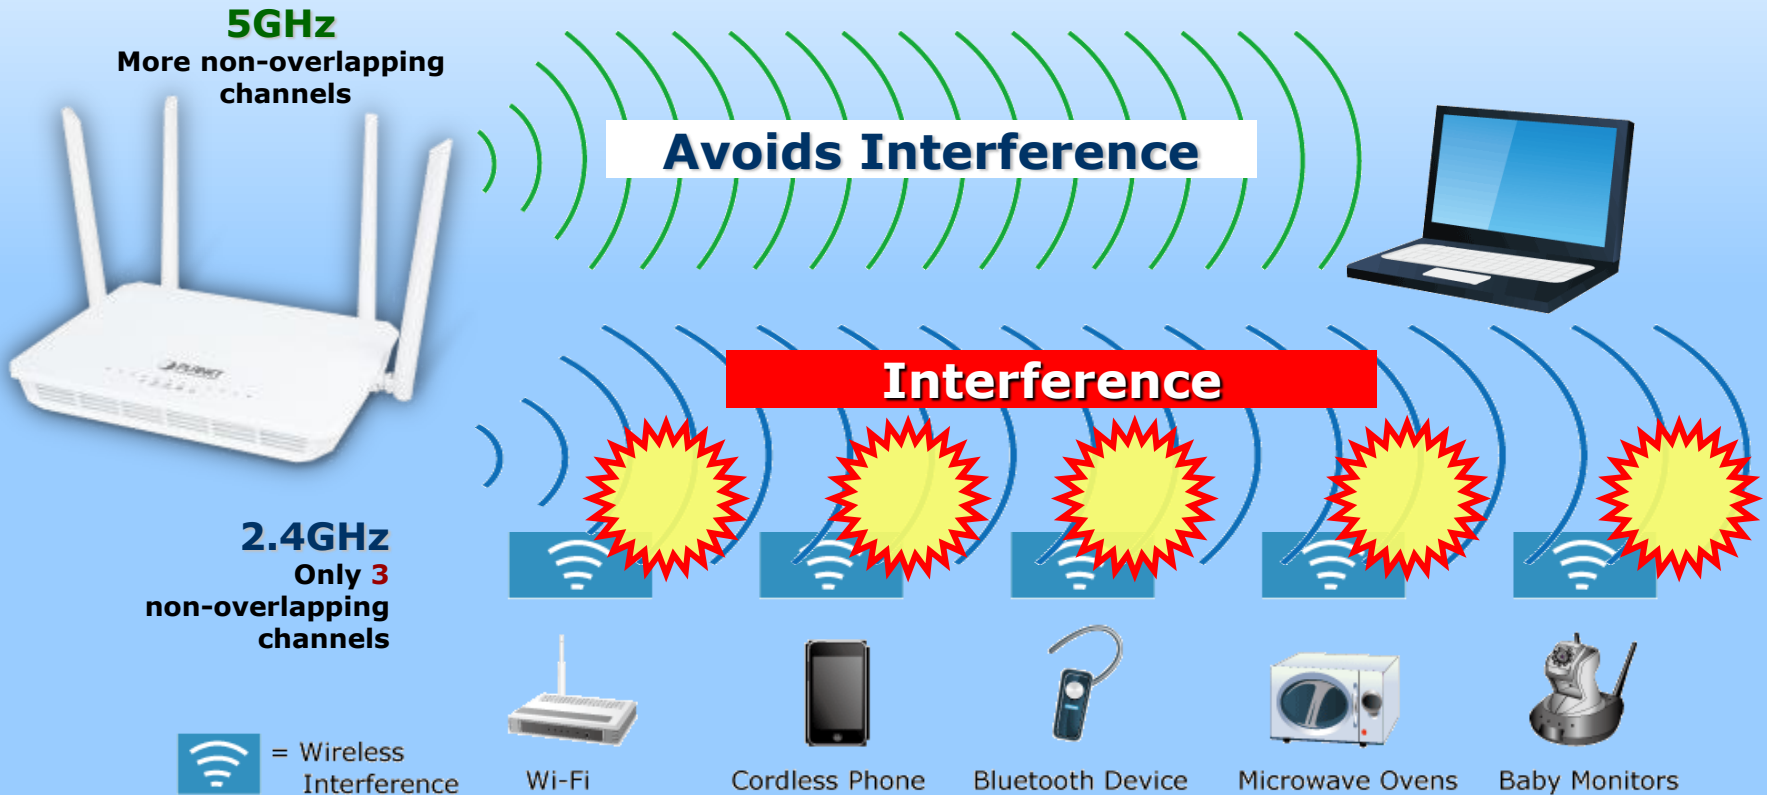 5GHz
More non-overlapping
channels
Avoids Interference
PLANET
Interference
2.4GHz
Only 3
non-overlapping
channels
= Wireless
Interference
Wi-Fi
Cordless Phone
Bluetooth Device
Microwave Ovens
Baby Monitors